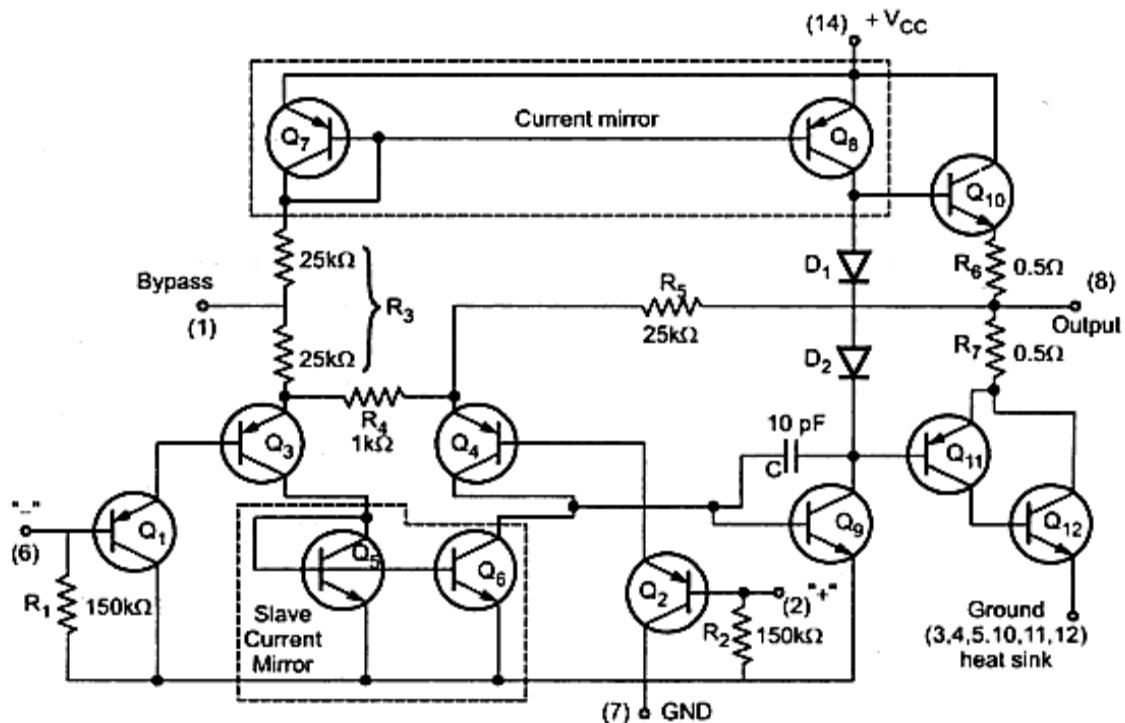 (14) + VCC
Current mirror
Q7
Q8
Q10
25kΩ
R3
Bypass
(1)
25kΩ
D1
R5
25kΩ
R6 0.5Ω
(8)
Output
D2
R7 0.5Ω
R4
1kΩ
Q3
Q4
10 pF
C
Q11
"–"
(6)
Q1
Q5
Q6
Q9
Q12
R1 150kΩ
Slave
Current
Mirror
Q2
(2) "+"
R2 150kΩ
Ground
(3,4,5.10,11,12)
heat sink
(7) GND